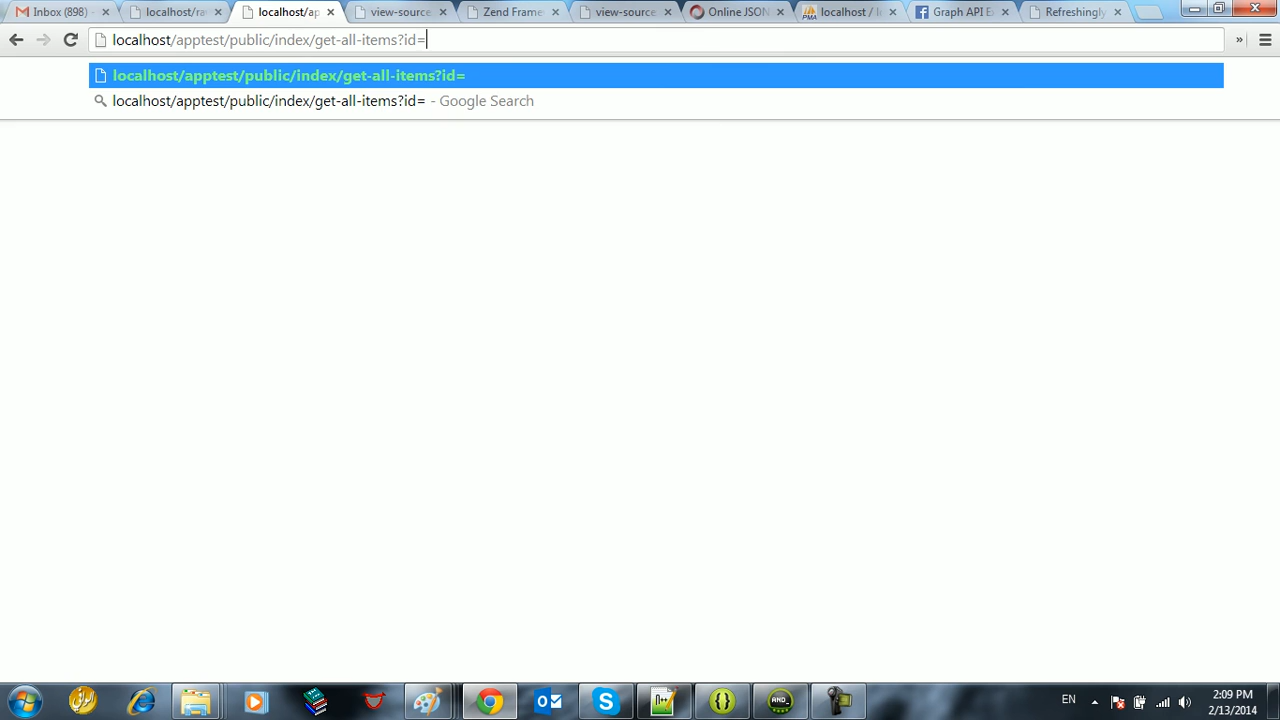 Inbox (898) -
localhost/ra
localhost/ap
view-source
Zend Frame
view-source
Online JSON
localhost / l
Graph API E
Refreshingly
localhost/apptest/public/index/get-all-items?id=
localhost/apptest/public/index/get-all-items?id=
localhost/apptest/public/index/get-all-items?id= - Google Search
EN
2:09 PM
2/13/2014